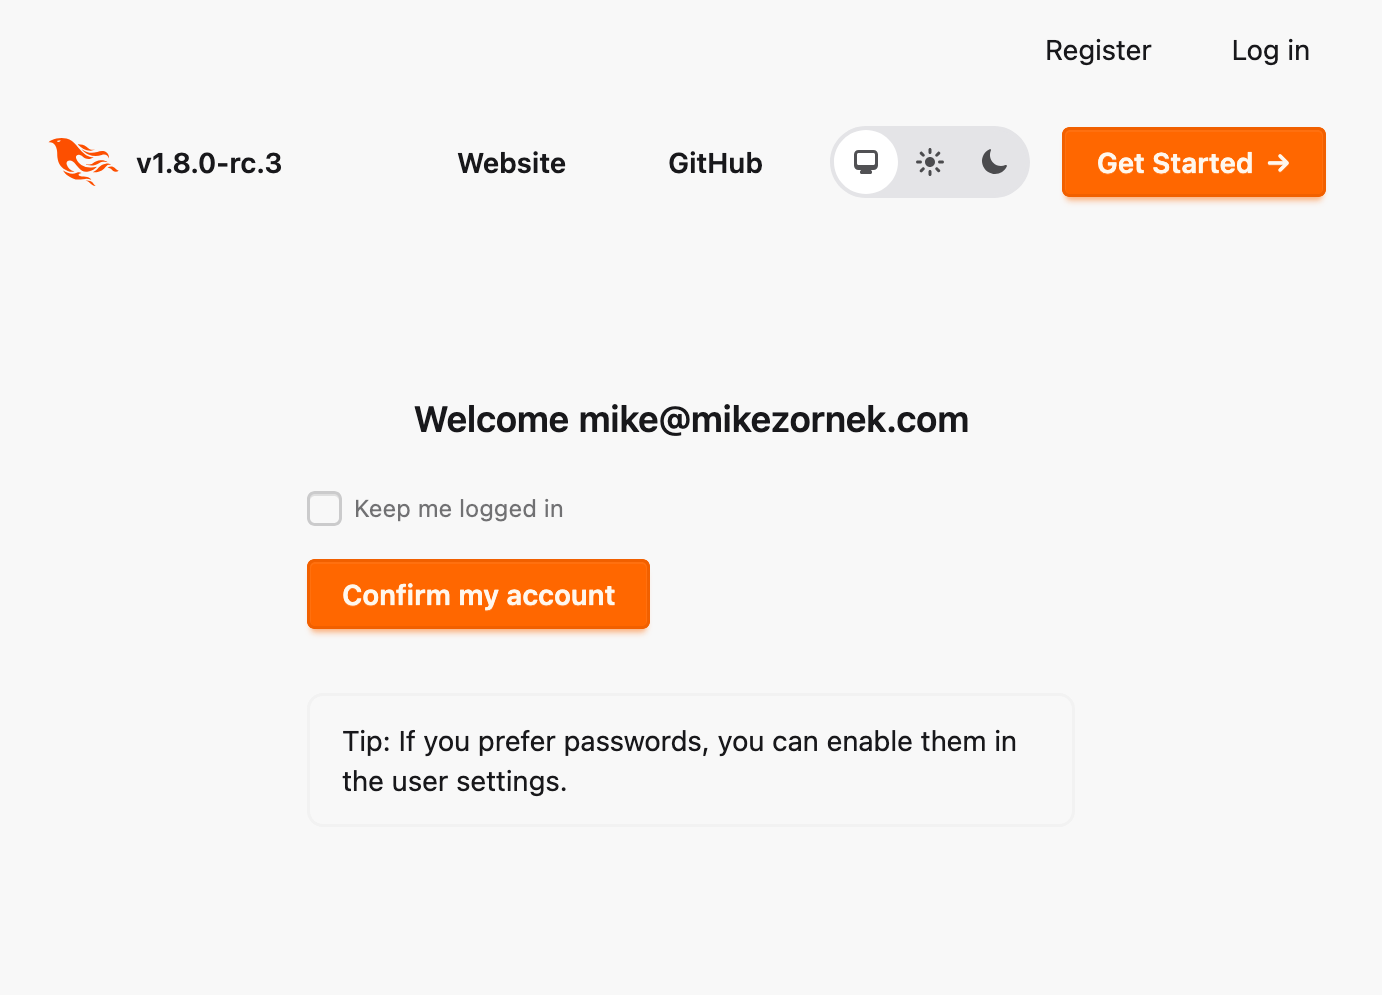 Register Log in
v1.8.0-rc.3 Website GitHub Get Started →
Welcome mike@mikezornek.com
Keep me logged in
Confirm my account
Tip: If you prefer passwords, you can enable them in
the user settings.